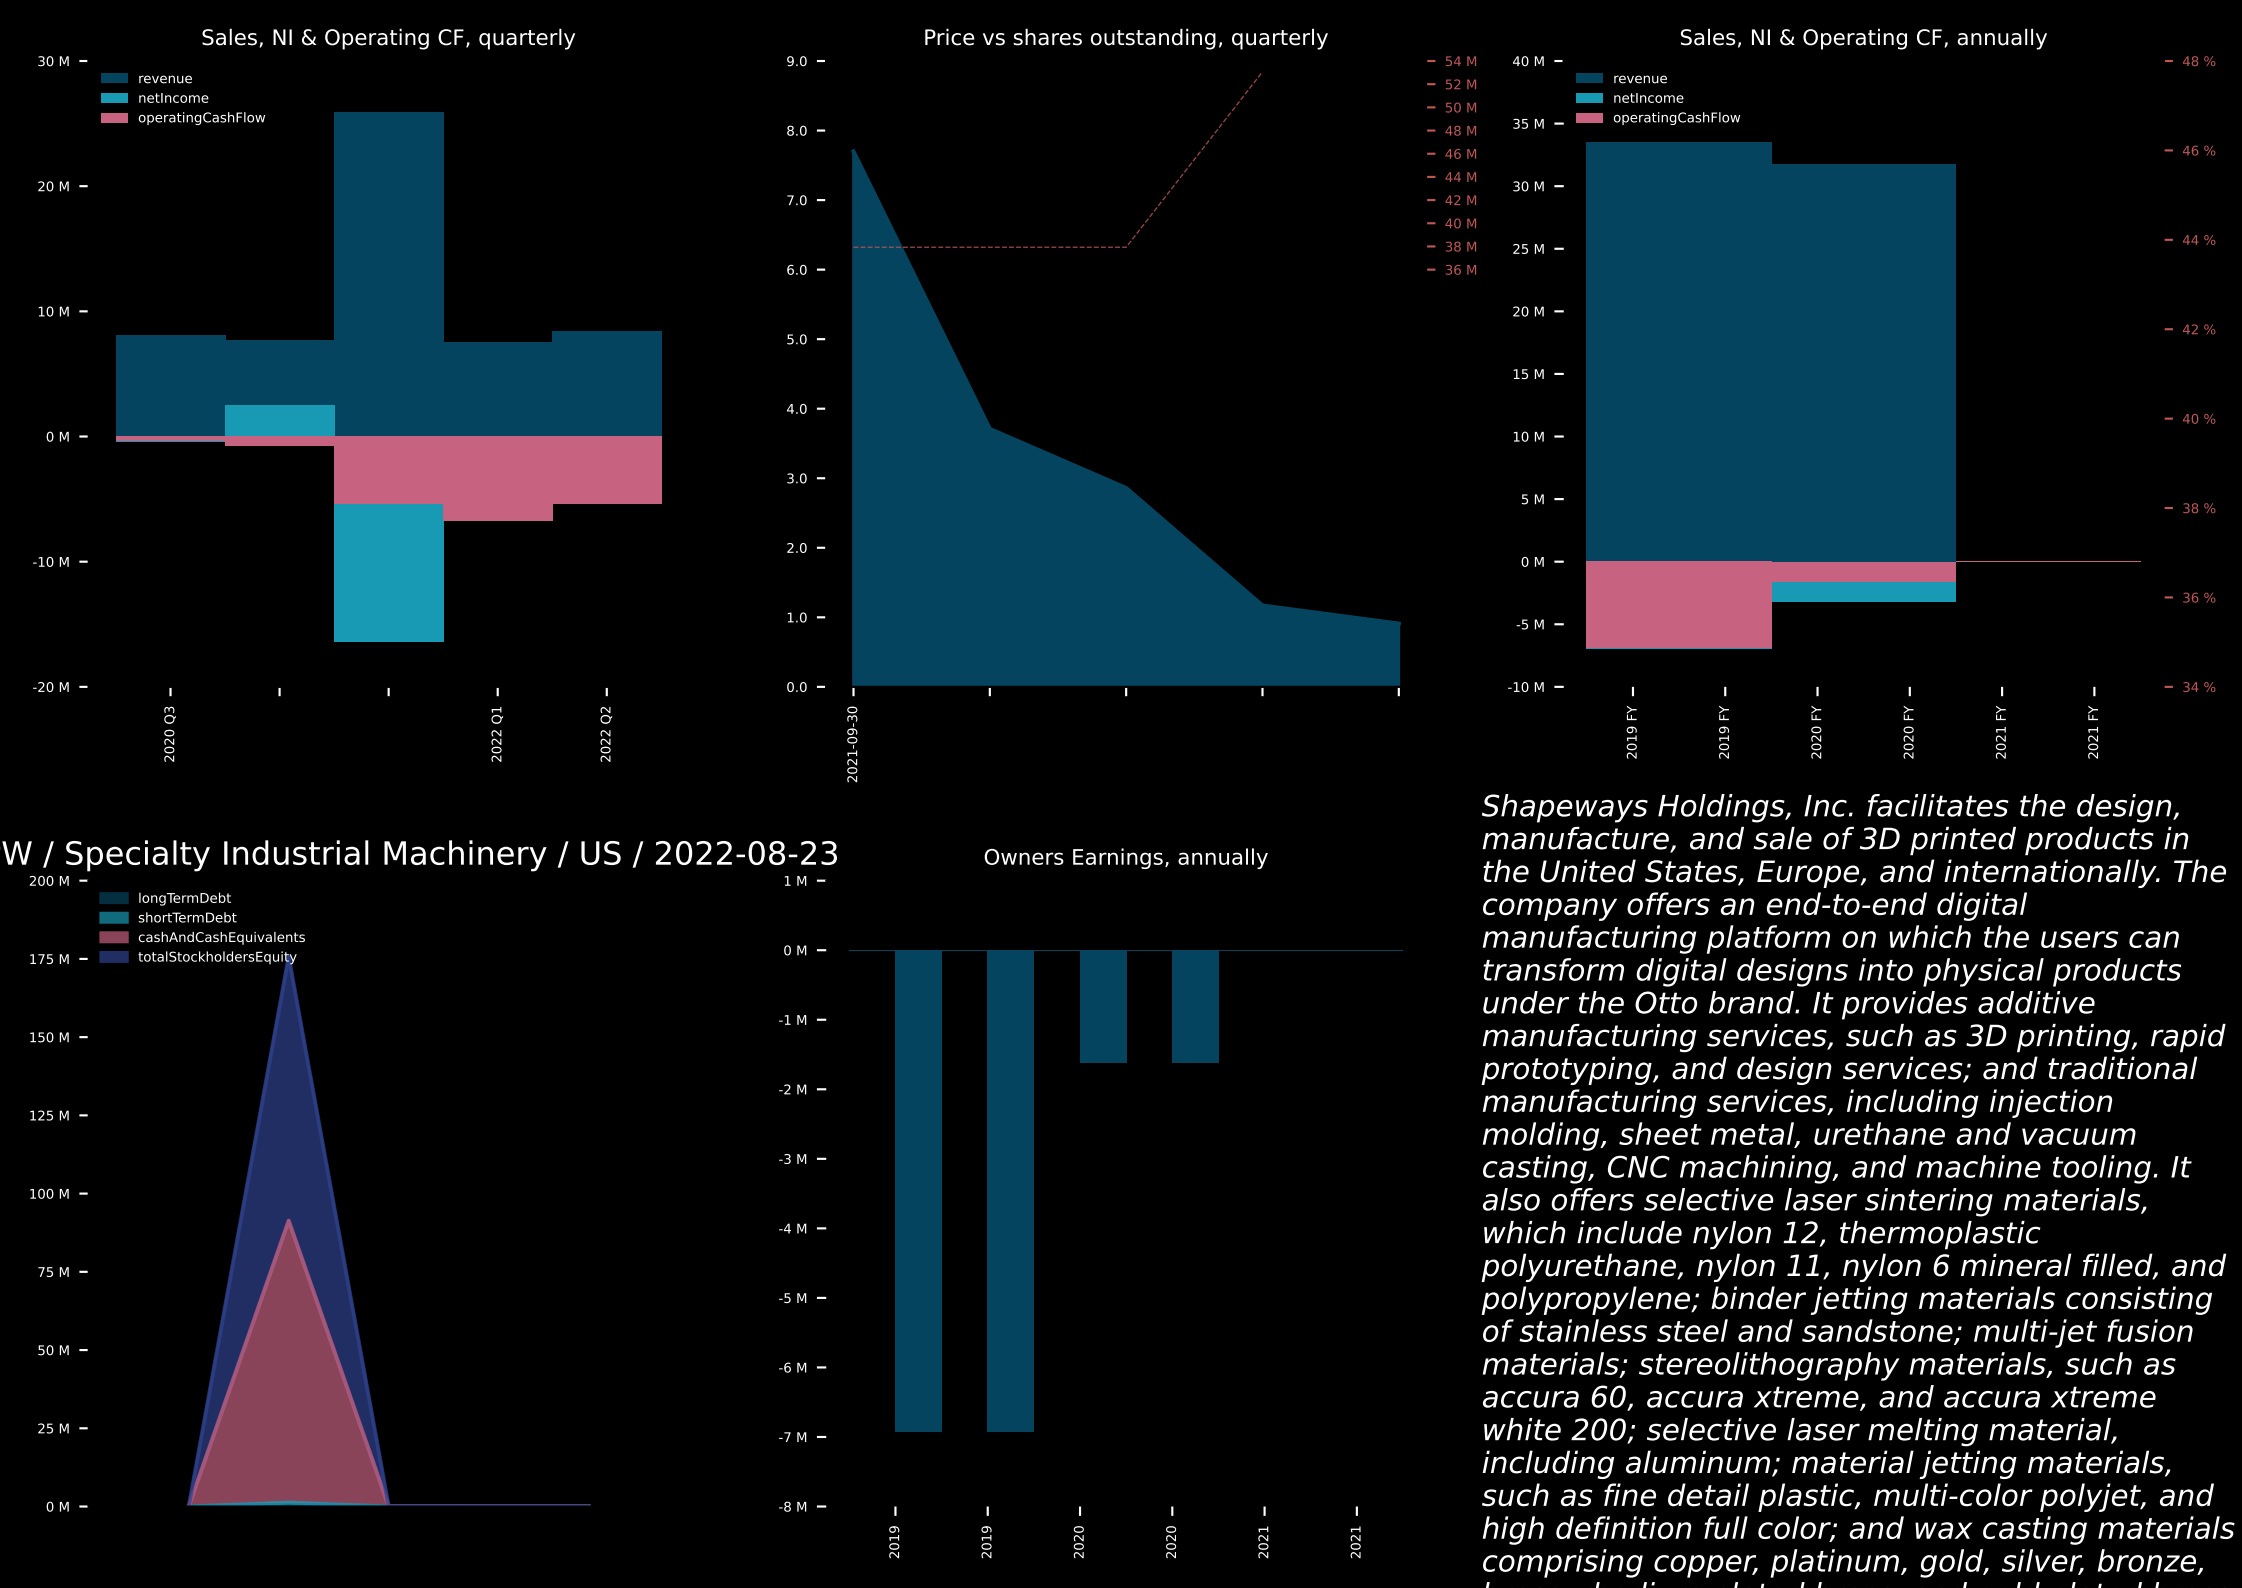 Sales, NI & Operating CF, quarterly
30 M
20 M
10 M
0 M
-10 M
-20 M
revenue
netIncome
operatingCashFlow
2020 Q3
2022 Q1
2022 Q2
Price vs shares outstanding, quarterly
9.0
8.0
7.0
6.0
5.0
4.0
3.0
2.0
1.0
0.0
54 M
52 M
50 M
48 M
46 M
44 M
42 M
40 M
38 M
36 M
2021-09-30
Sales, NI & Operating CF, annually
40 M
35 M
30 M
25 M
20 M
15 M
10 M
5 M
0 M
-5 M
-10 M
revenue
netIncome
operatingCashFlow
48 %
46 %
44 %
42 %
40 %
38 %
36 %
34 %
2019 FY
2019 FY
2020 FY
2020 FY
2021 FY
2021 FY
W / Specialty Industrial Machinery / US / 2022-08-23
200 M
175 M
150 M
125 M
100 M
75 M
50 M
25 M
0 M
longTermDebt
shortTermDebt
cashAndCashEquivalents
totalStockholdersEquity
Owners Earnings, annually
1 M
0 M
-1 M
-2 M
-3 M
-4 M
-5 M
-6 M
-7 M
-8 M
2019
2019
2020
2020
2021
2021
Shapeways Holdings, Inc. facilitates the design,
manufacture, and sale of 3D printed products in
the United States, Europe, and internationally. The
company offers an end-to-end digital
manufacturing platform on which the users can
transform digital designs into physical products
under the Otto brand. It provides additive
manufacturing services, such as 3D printing, rapid
prototyping, and design services; and traditional
manufacturing services, including injection
molding, sheet metal, urethane and vacuum
casting, CNC machining, and machine tooling. It
also offers selective laser sintering materials,
which include nylon 12, thermoplastic
polyurethane, nylon 11, nylon 6 mineral filled, and
polypropylene; binder jetting materials consisting
of stainless steel and sandstone; multi-jet fusion
materials; stereolithography materials, such as
accura 60, accura xtreme, and accura xtreme
white 200; selective laser melting material,
including aluminum; material jetting materials,
such as fine detail plastic, multi-color polyjet, and
high definition full color; and wax casting materials
comprising copper, platinum, gold, silver, bronze,